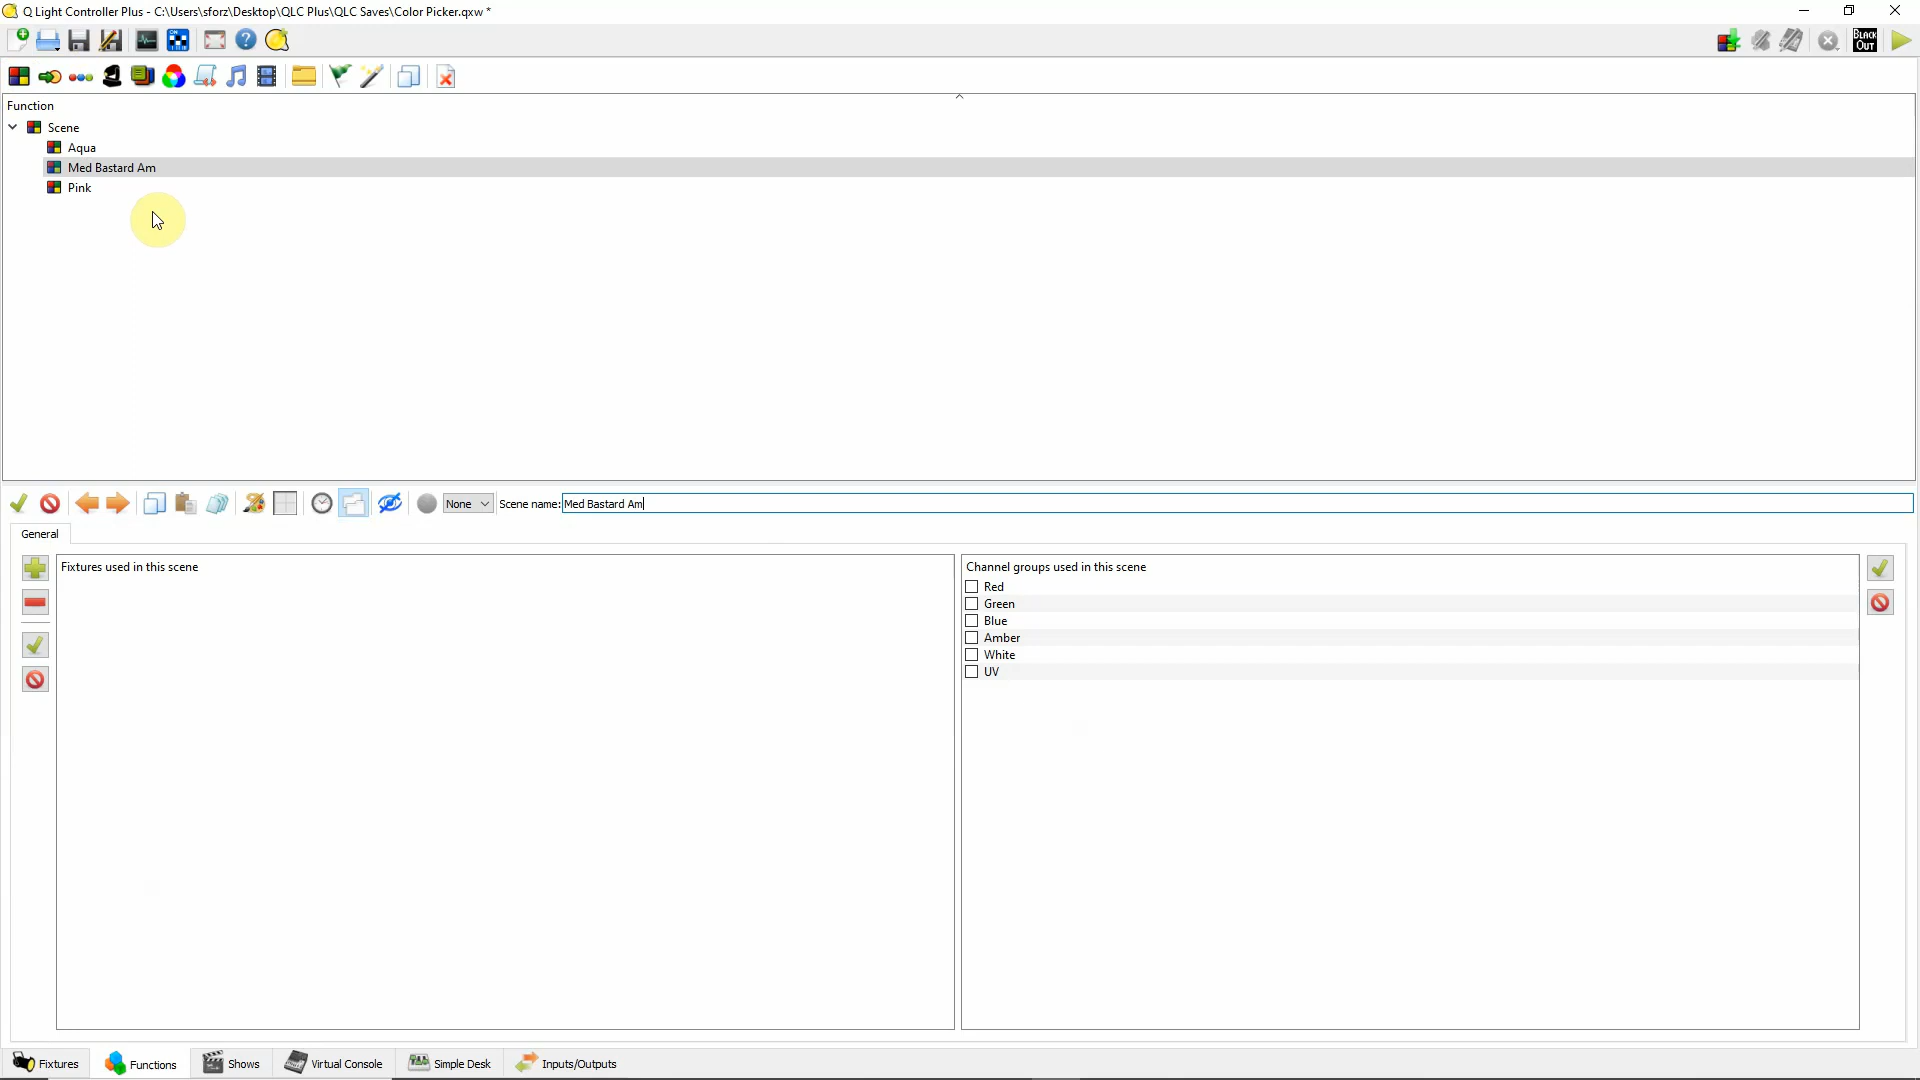 Q Light Controller Plus - C:\Users\sforz\Desktop\QLC Plus\QLC Saves\Color Picker.qxw *
BLACK
OUT
Function
Scene
Aqua
Med Bastard Am
Pink
None
Scene name:
Med Bastard Am
General
Fixtures used in this scene
Channel groups used in this scene
Red
Green
Blue
Amber
White
UV
Fixtures
Functions
Shows
Virtual Console
Simple Desk
Inputs/Outputs